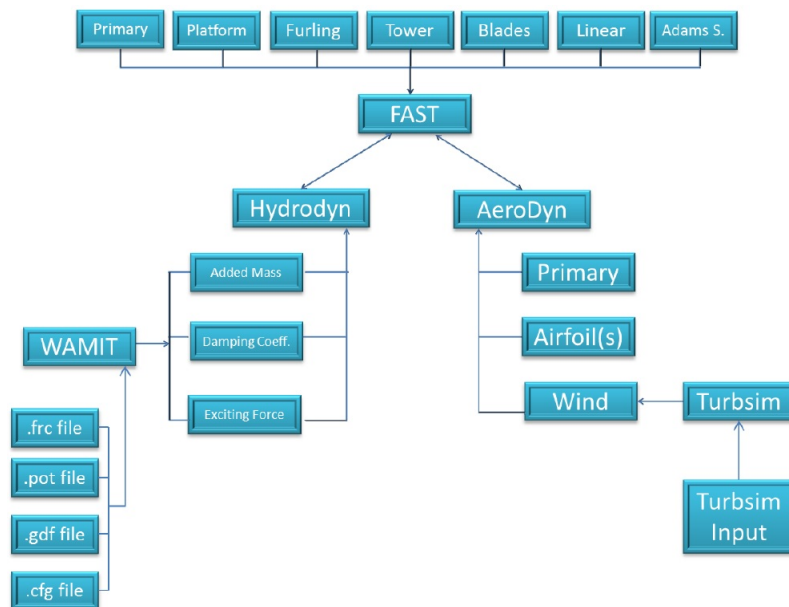 Primary
Platform
Furling
Tower
Blades
Linear
Adams S.
FAST
Hydrodyn
AeroDyn
Added Mass
Primary
WAMIT
Damping Coeff.
Airfoil(s)
Exciting Force
Wind
Turbsim
.frc file
.pot file
.gdf file
.cfg file
Turbsim
Input